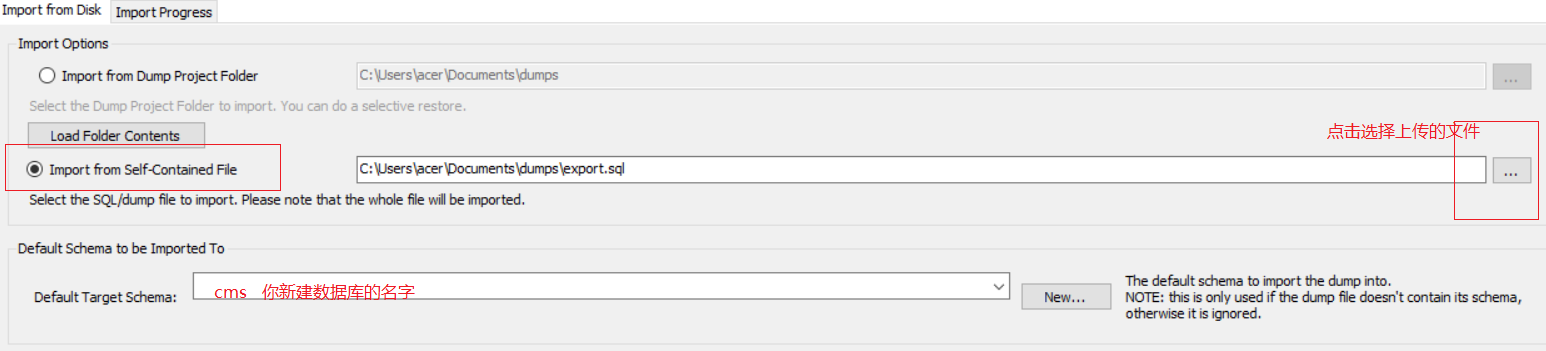 Import from Disk
Import Progress
Import Options
Import from Dump Project Folder
C:\Users\acer\Documents\dumps
...
Select the Dump Project Folder to import. You can do a selective restore.
Load Folder Contents
点击选择上传的文件
Import from Self-Contained File
C:\Users\acer\Documents\dumps\export.sql
...
Select the SQL/dump file to import. Please note that the whole file will be imported.
Default Schema to be Imported To
Default Target Schema:
cms 你新建数据库的名字
New...
The default schema to import the dump into.
NOTE: this is only used if the dump file doesn't contain its schema,
otherwise it is ignored.